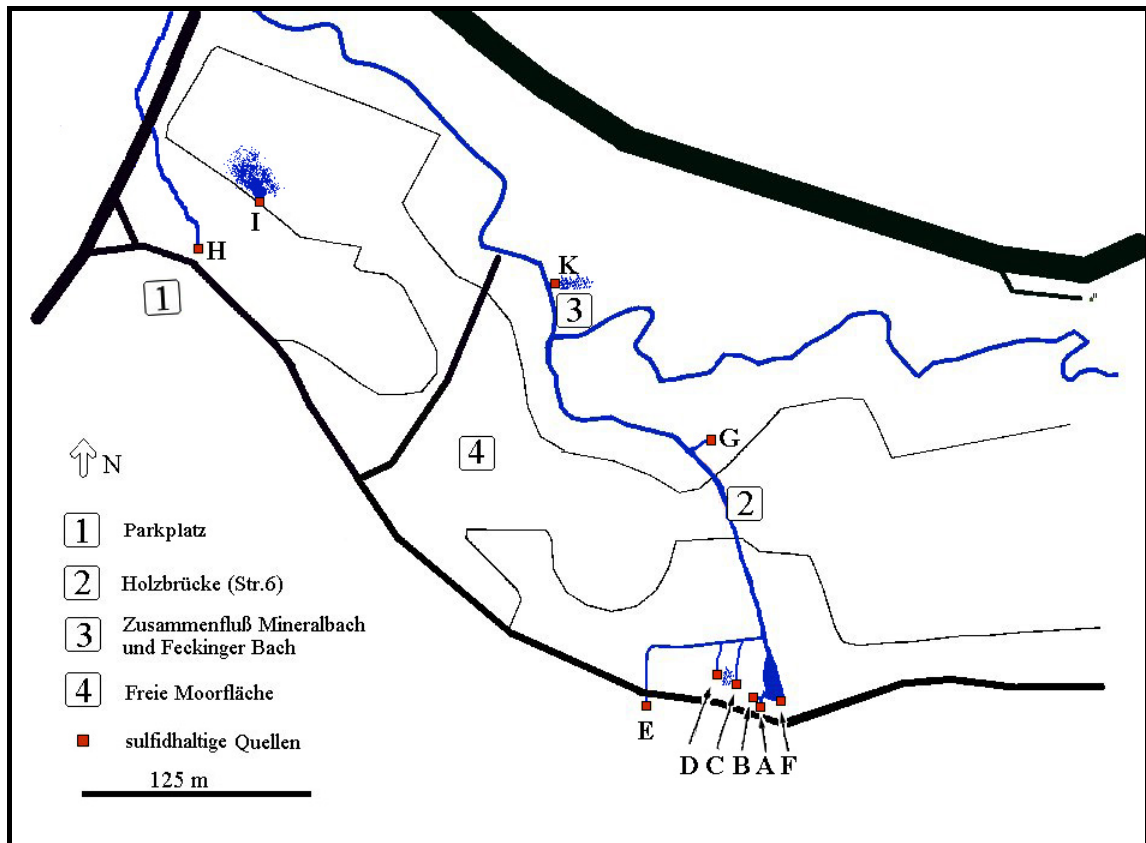 I
H
1
K
3
G
4
2
N
1 Parkplatz
2 Holzbrücke (Str.6)
3 Zusammenfluß Mineralbach
und Feckinger Bach
4 Freie Moorfläche
sulfidhaltige Quellen
125 m
E
D C B A F